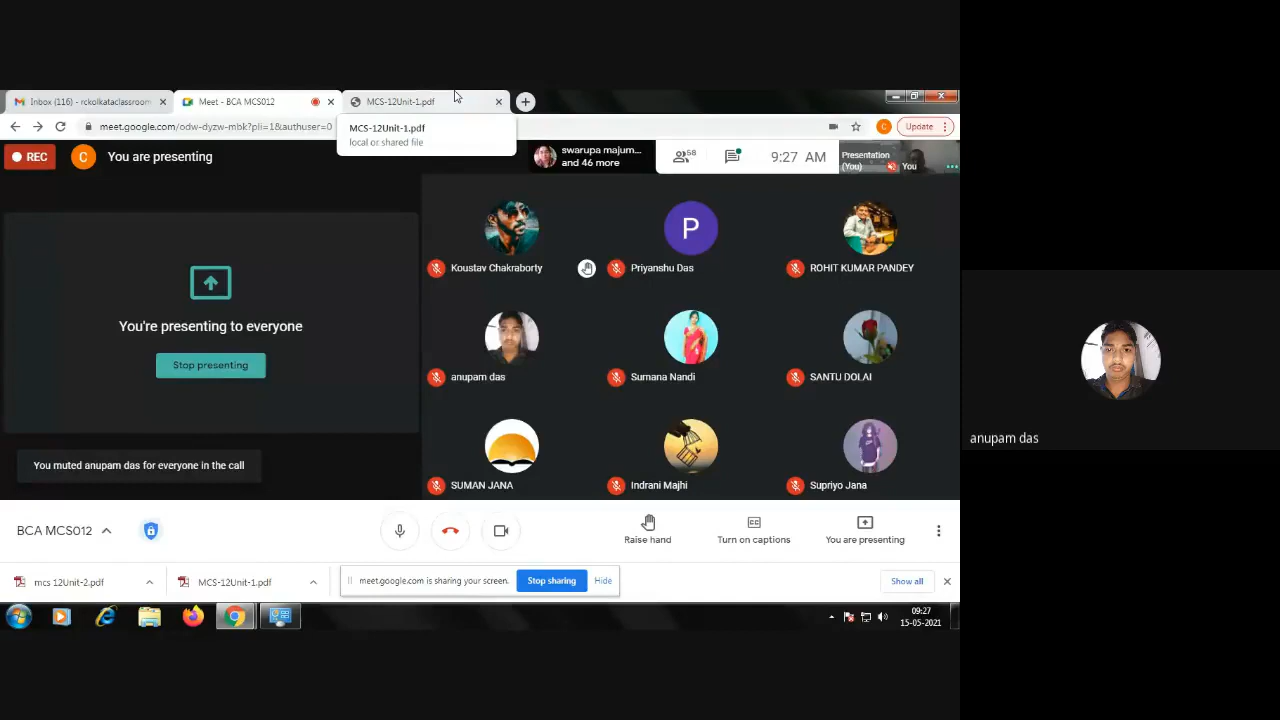 Inbox (116) - rckolkataclassroom
Meet - BCA MCS012
MCS-12Unit-1.pdf
meet.google.com/odw-dyzw-mbk?pli=1&authuser=0
MCS-12Unit-1.pdf
local or shared file
Update
REC
C
You are presenting
swarupa majum...
and 46 more
58
9:27 AM
Presentation
(You)
You
C
Koustav Chakraborty
P
Priyanshu Das
ROHIT KUMAR PANDEY
You're presenting to everyone
Stop presenting
anupam das
Sumana Nandi
SANTU DOLAI
anupam das
You muted anupam das for everyone in the call
SUMAN JANA
Indrani Majhi
Supriyo Jana
BCA MCS012
Raise hand
CC
Turn on captions
You are presenting
mcs 12Unit-2.pdf
MCS-12Unit-1.pdf
meet.google.com is sharing your screen.
Stop sharing
Hide
Show all
09:27
15-05-2021